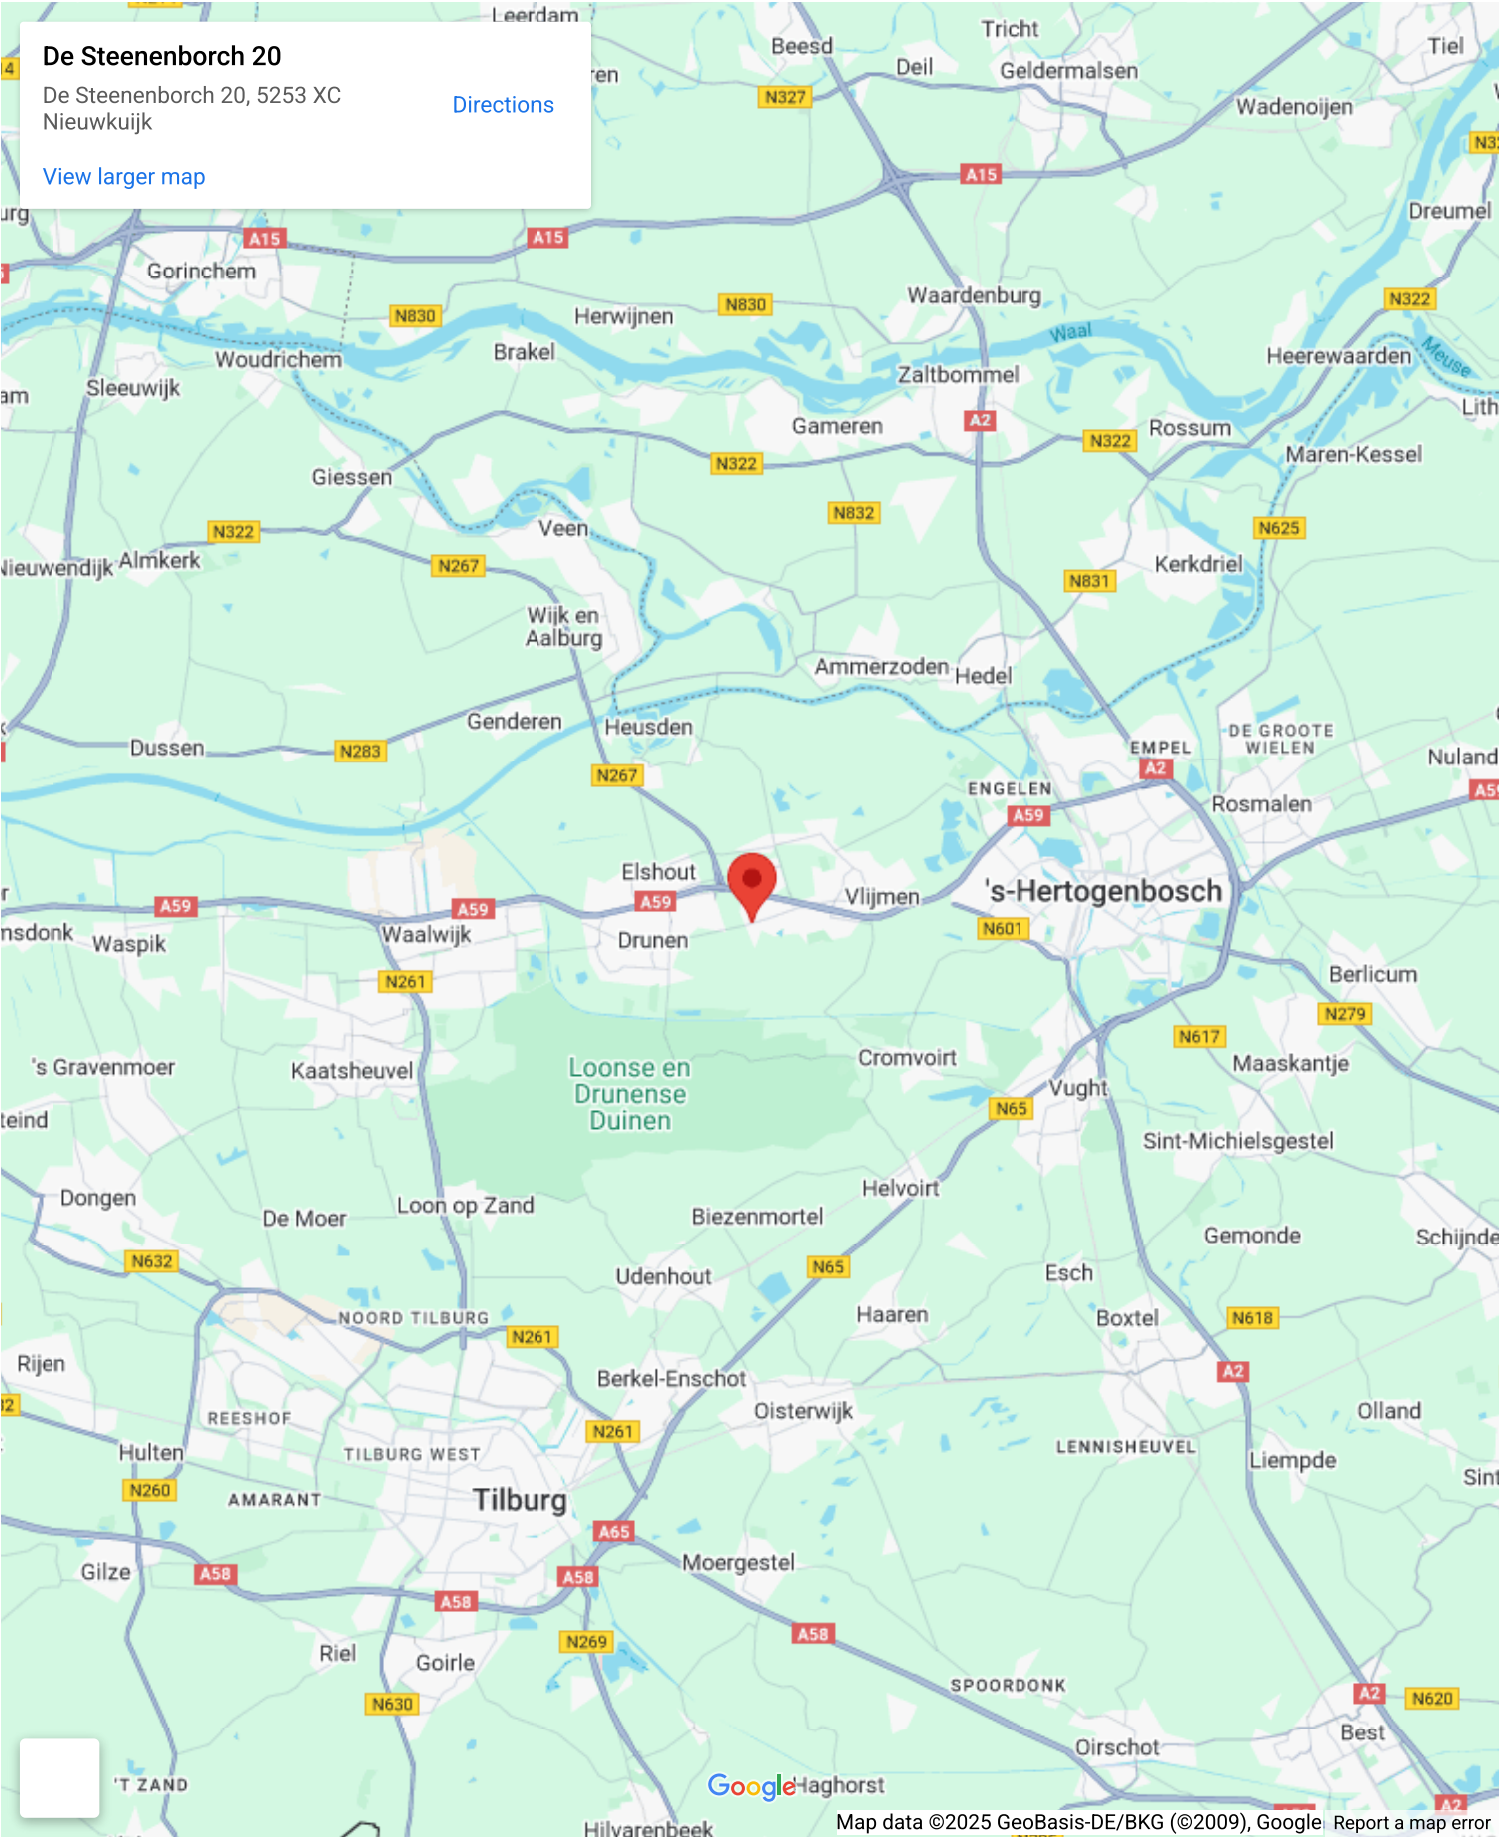 Leerdam
De Steenenborch 20
De Steenenborch 20, 5253 XC
Nieuwkuijk
Directions
View larger map
Tricht
Beesd
Tiel
Deil
Geldermalsen
N327
Wadenoijen
A15
Dreumel
A15
A15
Gorinchem
Waardenburg
N322
N830
N830
Herwijnen
Waal
Brakel
Woudrichem
Heerewaarden
Meuse
Zaltbommel
Sleeuwijk
Lith
A2
Gameren
Rossum
N322
Maren-Kessel
N322
Giessen
N832
N322
Veen
N625
Almkerk
Nieuwendijk
N267
Kerkdriel
N831
Wijk en
Aalburg
Ammerzoden
Hedel
Genderen
Heusden
DE GROOTE
WIELEN
Dussen
N283
EMPEL
A2
Nuland
N267
ENGELEN
A59
Rosmalen
A59
Elshout
Vlijmen
's-Hertogenbosch
A59
A59
A59
Waalwijk
Drunen
N601
Waspik
N261
Berlicum
N279
N617
Cromvoirt
Maaskantje
's Gravenmoer
Kaatsheuvel
Loonse en
Drunense
Duinen
Vught
N65
Sint-Michielsgestel
Dongen
Helvoirt
Loon op Zand
De Moer
Biezenmortel
Gemonde
N632
N65
Esch
Udenhout
Haaren
NOORD TILBURG
Boxtel
N618
N261
Rijen
A2
Berkel-Enschot
REESHOF
Oisterwijk
Olland
N261
Hulten
TILBURG WEST
LENNISHEUVEL
Liempde
N260
AMARANT
Tilburg
A65
Moergestel
Gilze
A58
A58
A58
A58
N269
Riel
Goirle
SPOORDONK
N630
A2
N620
Best
Oirschot
'T ZAND
Google
Haghorst
A2
Map data ©2025 GeoBasis-DE/BKG (©2009), Google
Report a map error
Hilvarenbeek